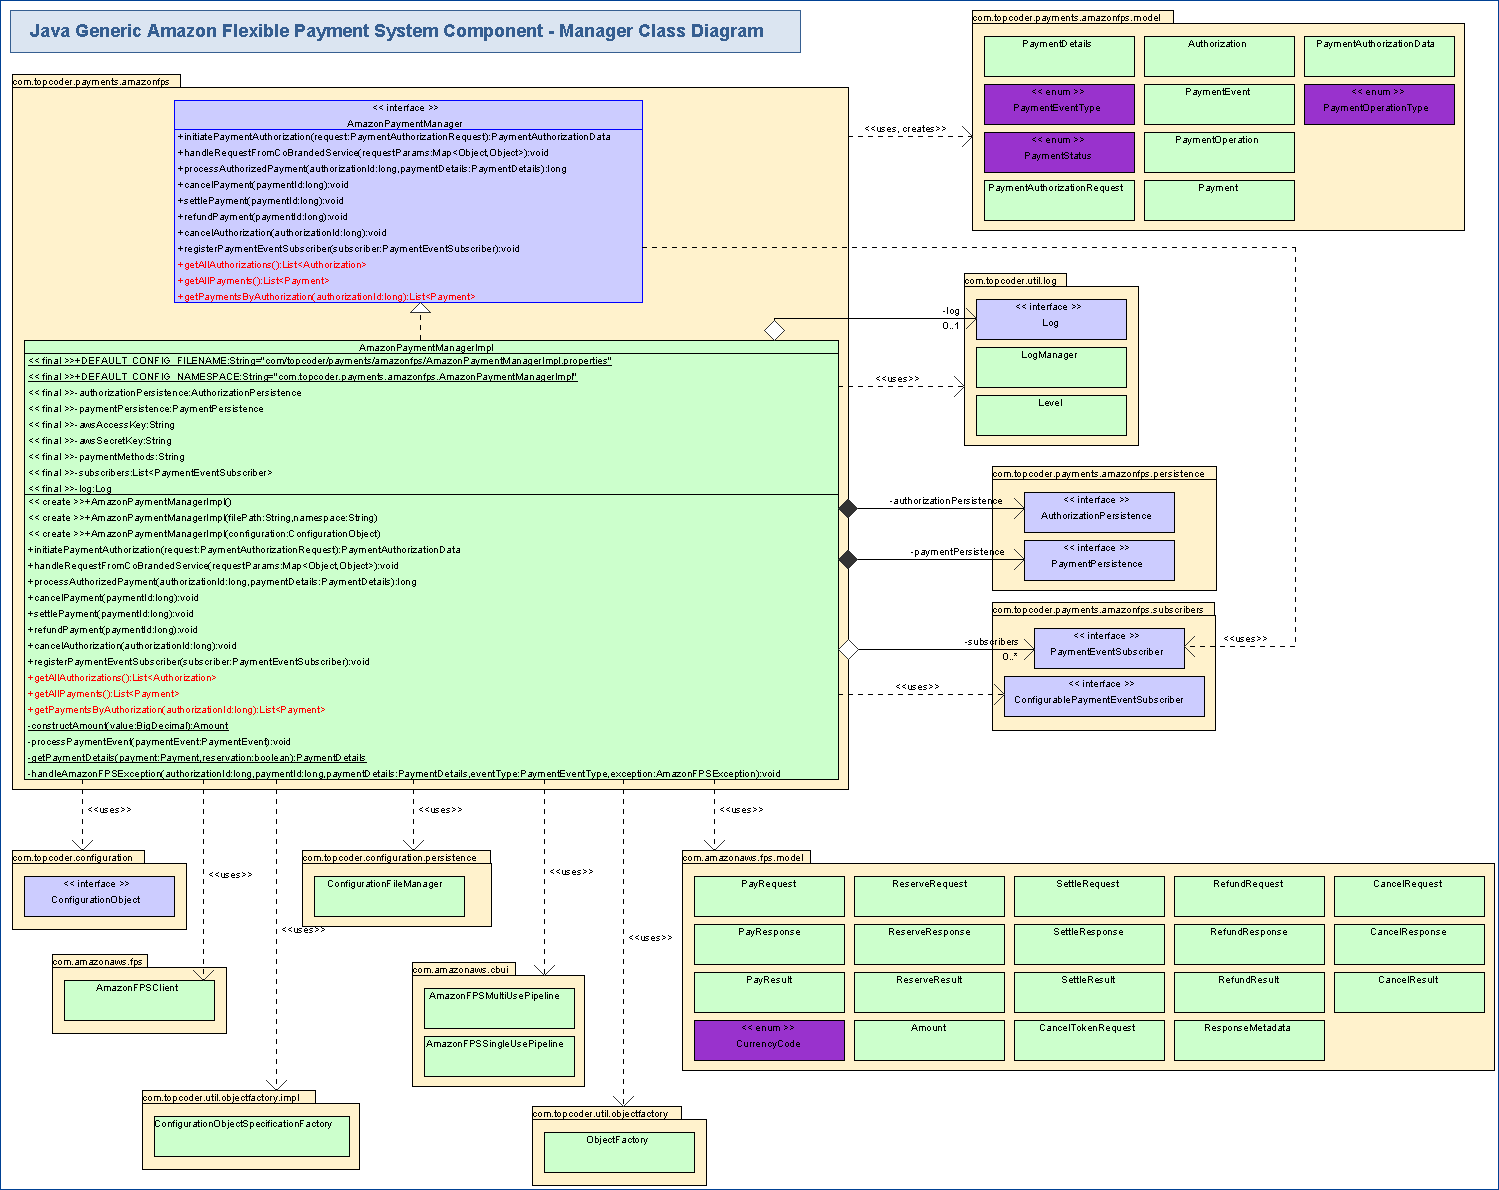 Java Generic Amazon Flexible Payment System Component - Manager Class Diagram
com.topcoder.payments.amazonfps
<< interface >>
AmazonPaymentManager
+initiatePaymentAuthorization(request:PaymentAuthorizationRequest):PaymentAuthorizationData
+handleRequestFromCoBrandedService(requestParams:Map<Object,Object>):void
+processAuthorizedPayment(authorizationId:long,paymentDetails:PaymentDetails):long
+cancelPayment(paymentId:long):void
+settlePayment(paymentId:long):void
+refundPayment(paymentId:long):void
+cancelAuthorization(authorizationId:long):void
+registerPaymentEventSubscriber(subscriber:PaymentEventSubscriber):void
+getAllAuthorizations():List<Authorization>
+getAllPayments():List<Payment>
+getPaymentsByAuthorization(authorizationId:long):List<Payment>
AmazonPaymentManagerImpl
<< final >>+DEFAULT_CONFIG_FILENAME:String="com/topcoder/payments/amazonfps/AmazonPaymentManagerImpl.properties"
<< final >>+DEFAULT_CONFIG_NAMESPACE:String="com.topcoder.payments.amazonfps.AmazonPaymentManagerImpl"
<< final >>-authorizationPersistence:AuthorizationPersistence
<< final >>-paymentPersistence:PaymentPersistence
<< final >>-awsAccessKey:String
<< final >>-awsSecretKey:String
<< final >>-paymentMethods:String
<< final >>-subscribers:List<PaymentEventSubscriber>
<< final >>-log:Log
<< create >>+AmazonPaymentManagerImpl()
<< create >>+AmazonPaymentManagerImpl(filePath:String,namespace:String)
<< create >>+AmazonPaymentManagerImpl(configuration:ConfigurationObject)
+initiatePaymentAuthorization(request:PaymentAuthorizationRequest):PaymentAuthorizationData
+handleRequestFromCoBrandedService(requestParams:Map<Object,Object>):void
+processAuthorizedPayment(authorizationId:long,paymentDetails:PaymentDetails):long
+cancelPayment(paymentId:long):void
+settlePayment(paymentId:long):void
+refundPayment(paymentId:long):void
+cancelAuthorization(authorizationId:long):void
+registerPaymentEventSubscriber(subscriber:PaymentEventSubscriber):void
+getAllAuthorizations():List<Authorization>
+getAllPayments():List<Payment>
+getPaymentsByAuthorization(authorizationId:long):List<Payment>
-constructAmount(value:BigDecimal):Amount
-processPaymentEvent(paymentEvent:PaymentEvent):void
-getPaymentDetails(payment:Payment,reservation:boolean):PaymentDetails
-handleAmazonFPSException(authorizationId:long,paymentId:long,paymentDetails:PaymentDetails,eventType:PaymentEventType,exception:AmazonFPSException):void
<<uses, creates>>
com.topcoder.payments.amazonfps.model
PaymentDetails
Authorization
PaymentAuthorizationData
<< enum >>
PaymentEventType
PaymentEvent
<< enum >>
PaymentOperationType
<< enum >>
PaymentStatus
PaymentOperation
PaymentAuthorizationRequest
Payment
com.topcoder.util.log
-log
0..1
<< interface >>
Log
LogManager
Level
<<uses>>
com.topcoder.payments.amazonfps.persistence
-authorizationPersistence
<< interface >>
AuthorizationPersistence
-paymentPersistence
<< interface >>
PaymentPersistence
com.topcoder.payments.amazonfps.subscribers
-subscribers
0..*
<< interface >>
PaymentEventSubscriber
<<uses>>
<<uses>>
<< interface >>
ConfigurablePaymentEventSubscriber
<<uses>>
<<uses>>
<<uses>>
<<uses>>
<<uses>>
<<uses>>
<<uses>>
com.topcoder.configuration
<< interface >>
ConfigurationObject
com.topcoder.configuration.persistence
ConfigurationFileManager
com.amazonaws.fps
AmazonFPSClient
com.amazonaws.cbui
AmazonFPSMultiUsePipeline
AmazonFPSSingleUsePipeline
com.topcoder.util.objectfactory.impl
ConfigurationObjectSpecificationFactory
com.topcoder.util.objectfactory
ObjectFactory
com.amazonaws.fps.model
PayRequest
ReserveRequest
SettleRequest
RefundRequest
CancelRequest
PayResponse
ReserveResponse
SettleResponse
RefundResponse
CancelResponse
PayResult
ReserveResult
SettleResult
RefundResult
CancelResult
<< enum >>
CurrencyCode
Amount
CancelTokenRequest
ResponseMetadata